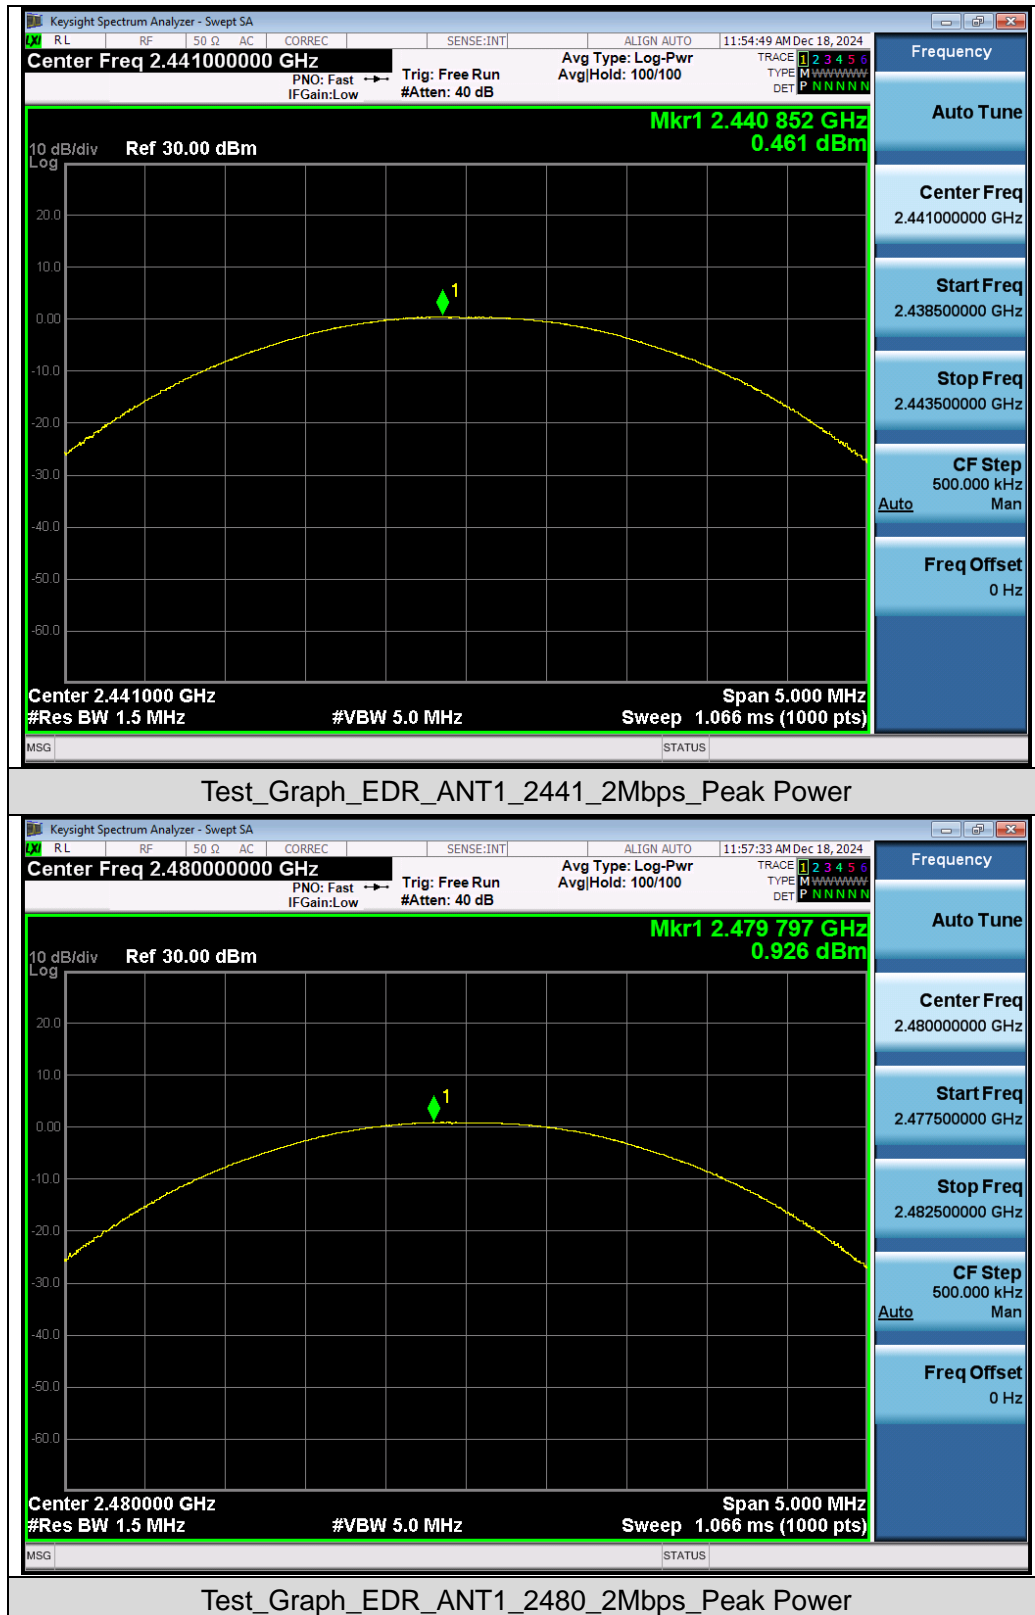 Keysight Spectrum Analyzer - Swept SA
LXI RL RF 50 Ω AC CORREC SENSE:INT ALIGN AUTO 11:54:49 AM Dec 18, 2024
Center Freq 2.441000000 GHz
PNO: Fast
IFGain:Low
Trig: Free Run
#Atten: 40 dB
Avg Type: Log-Pwr
Avg|Hold: 100/100
TRACE 1 2 3 4 5 6
TYPE M WWWWW
DET P N N N N N
Mkr1 2.440 852 GHz
0.461 dBm
10 dB/div Ref 30.00 dBm
Log
20.0
10.0
1
0.00
-10.0
-20.0
-30.0
-40.0
-50.0
-60.0
Center 2.441000 GHz Span 5.000 MHz
#Res BW 1.5 MHz #VBW 5.0 MHz Sweep 1.066 ms (1000 pts)
MSG STATUS
Frequency
Auto Tune
Center Freq
2.441000000 GHz
Start Freq
2.438500000 GHz
Stop Freq
2.443500000 GHz
CF Step
500.000 kHz
Auto Man
Freq Offset
0 Hz
Test_Graph_EDR_ANT1_2441_2Mbps_Peak Power
Keysight Spectrum Analyzer - Swept SA
LXI RL RF 50 Ω AC CORREC SENSE:INT ALIGN AUTO 11:57:33 AM Dec 18, 2024
Center Freq 2.480000000 GHz
PNO: Fast
IFGain:Low
Trig: Free Run
#Atten: 40 dB
Avg Type: Log-Pwr
Avg|Hold: 100/100
TRACE 1 2 3 4 5 6
TYPE M WWWWW
DET P N N N N N
Mkr1 2.479 797 GHz
0.926 dBm
10 dB/div Ref 30.00 dBm
Log
20.0
10.0
1
0.00
-10.0
-20.0
-30.0
-40.0
-50.0
-60.0
Center 2.480000 GHz Span 5.000 MHz
#Res BW 1.5 MHz #VBW 5.0 MHz Sweep 1.066 ms (1000 pts)
MSG STATUS
Frequency
Auto Tune
Center Freq
2.480000000 GHz
Start Freq
2.477500000 GHz
Stop Freq
2.482500000 GHz
CF Step
500.000 kHz
Auto Man
Freq Offset
0 Hz
Test_Graph_EDR_ANT1_2480_2Mbps_Peak Power